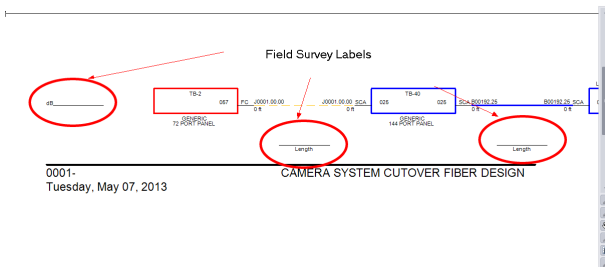 Field Survey Labels
dB
TB-2
087 FC J0001.00.00 J0001.00.00 SCA
0 ft 0 ft
GENERIC
72 PORT PANEL
TB-40
025 025 SCA B00192.25 B00192.25 SCA
0 ft 0 ft
GENERIC
144 PORT PANEL
L
Length
Length
0001-
Tuesday, May 07, 2013
CAMERA SYSTEM CUTOVER FIBER DESIGN